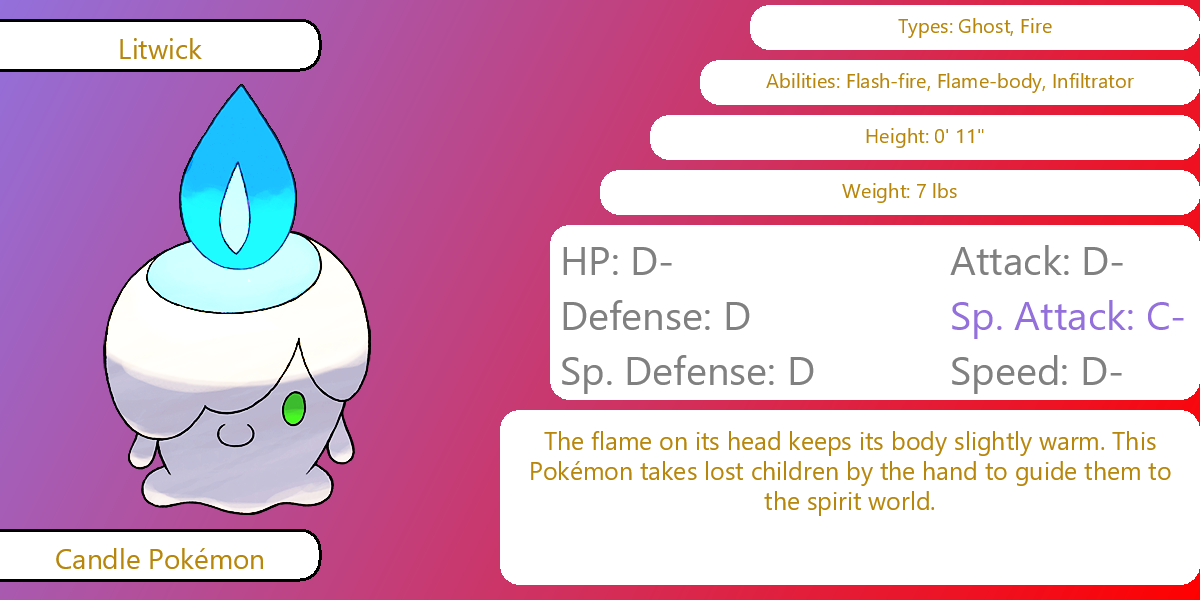 Litwick
Types: Ghost, Fire
Abilities: Flash-fire, Flame-body, Infiltrator
Height: 0' 11"
Weight: 7 lbs
HP: D-
Attack: D-
Defense: D
Sp. Attack: C-
Sp. Defense: D
Speed: D-
The flame on its head keeps its body slightly warm. This
Pokémon takes lost children by the hand to guide them to
the spirit world.
Candle Pokémon